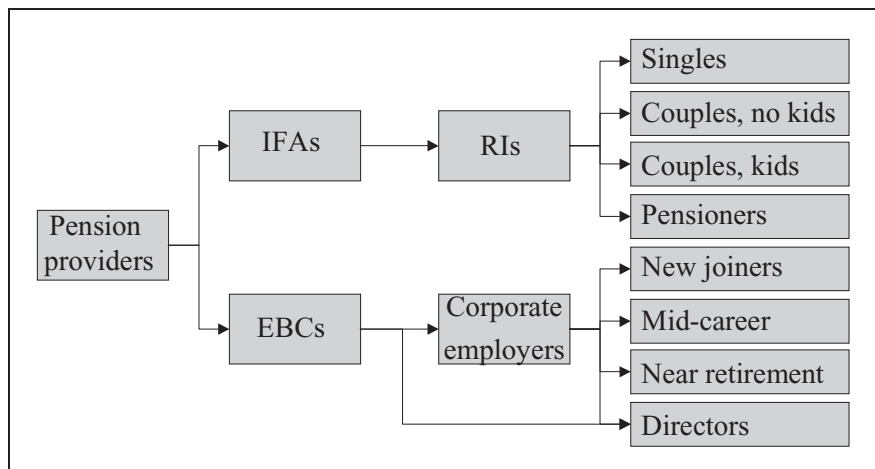 Pension
providers
IFAs
RIs
Singles
Couples, no kids
Couples, kids
Pensioners
EBCs
Corporate
employers
New joiners
Mid-career
Near retirement
Directors